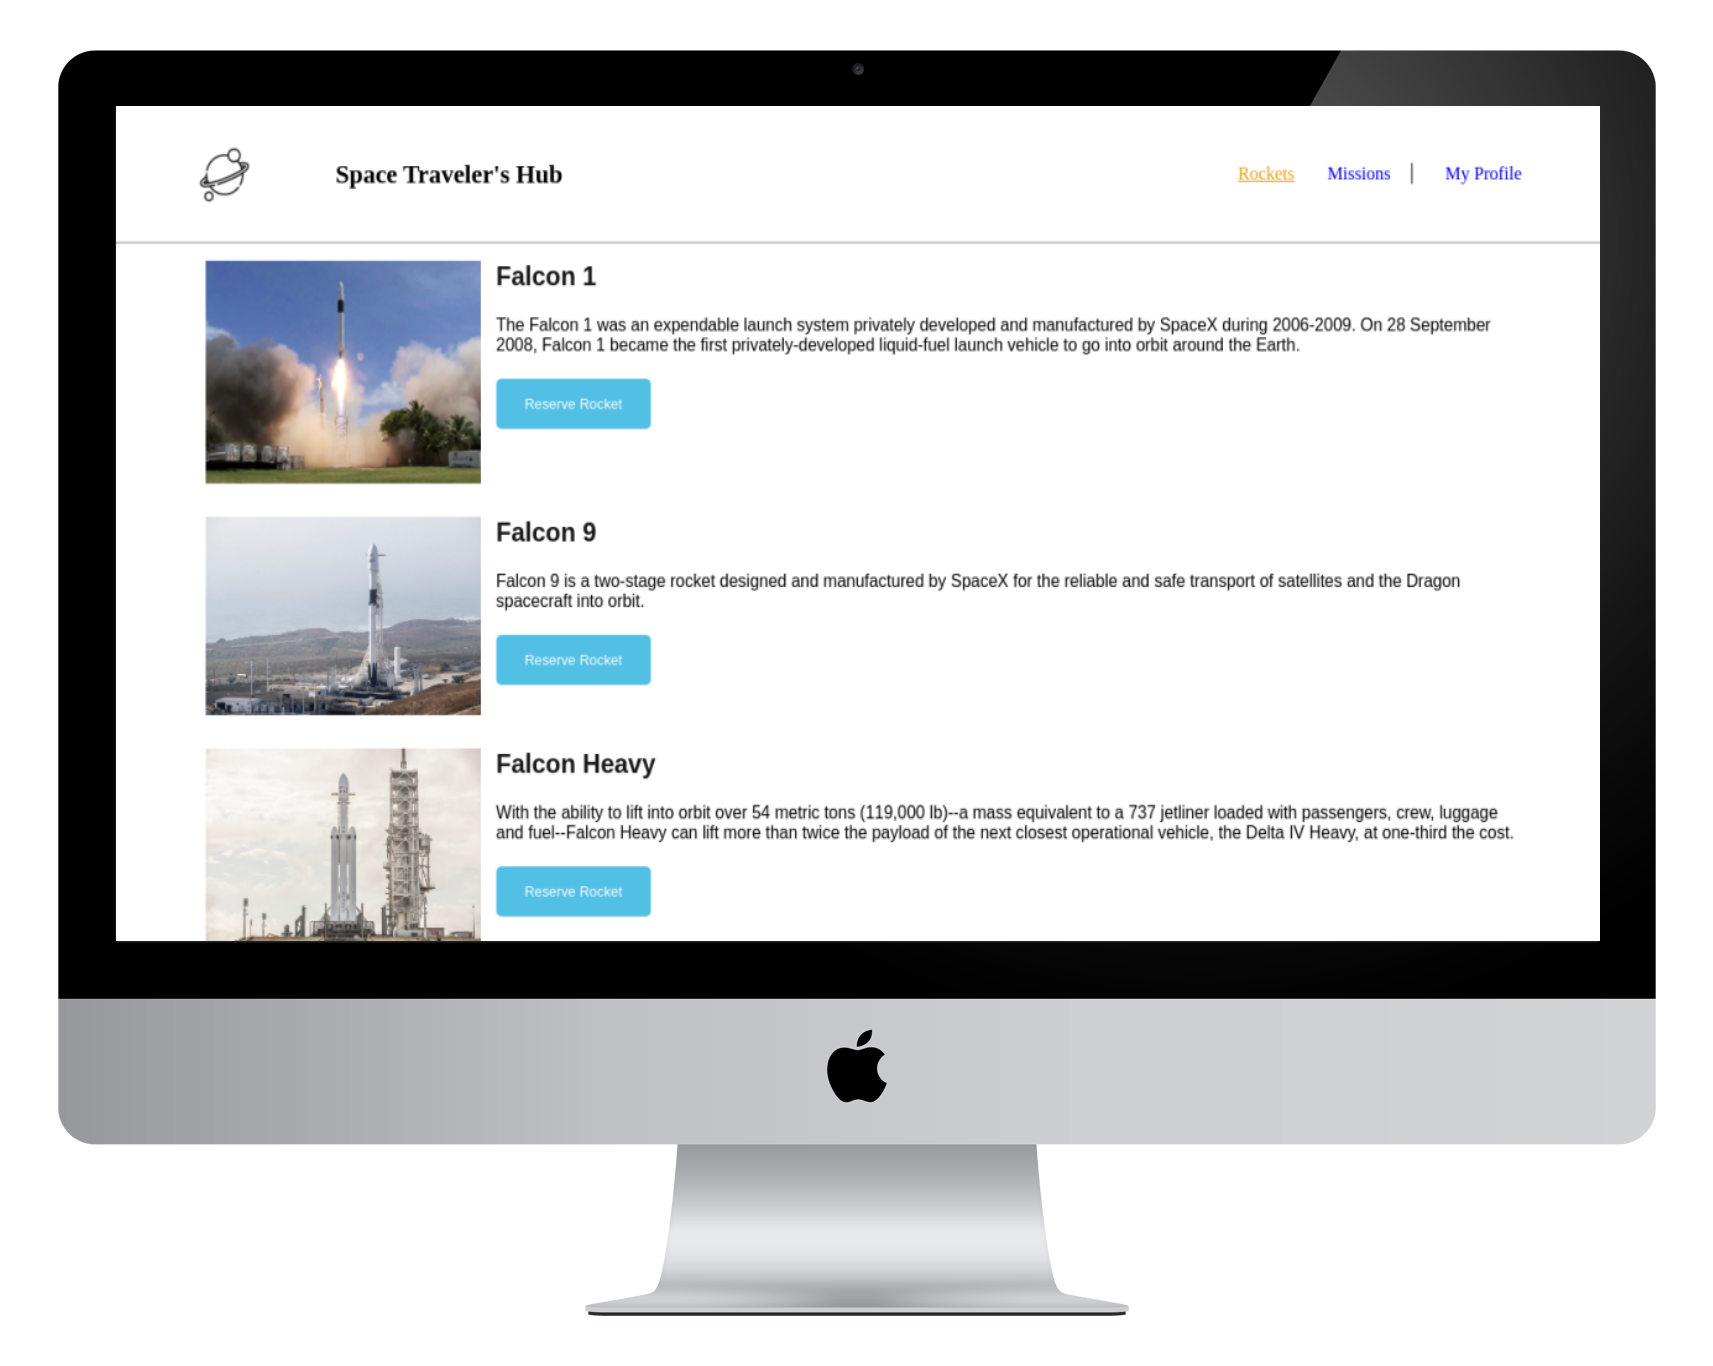 Space Traveler's Hub
Rockets Missions | My Profile
Falcon 1
The Falcon 1 was an expendable launch system privately developed and manufactured by SpaceX during 2006-2009. On 28 September
2008, Falcon 1 became the first privately-developed liquid-fuel launch vehicle to go into orbit around the Earth.
Reserve Rocket
Falcon 9
Falcon 9 is a two-stage rocket designed and manufactured by SpaceX for the reliable and safe transport of satellites and the Dragon
spacecraft into orbit.
Reserve Rocket
Falcon Heavy
With the ability to lift into orbit over 54 metric tons (119,000 lb)--a mass equivalent to a 737 jetliner loaded with passengers, crew, luggage
and fuel--Falcon Heavy can lift more than twice the payload of the next closest operational vehicle, the Delta IV Heavy, at one-third the cost.
Reserve Rocket